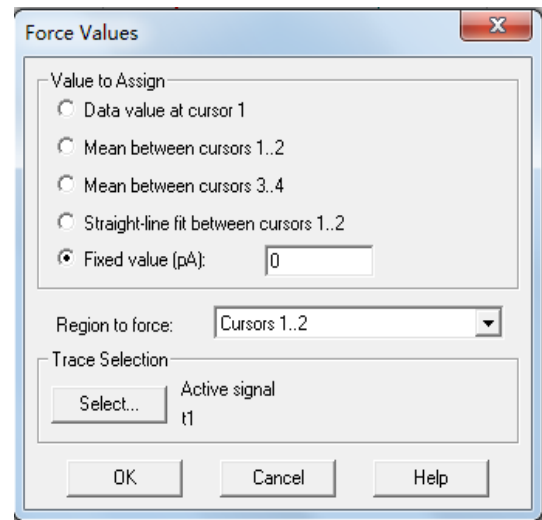 Force Values
Value to Assign
Data value at cursor 1
Mean between cursors 1..2
Mean between cursors 3..4
Straight-line fit between cursors 1..2
Fixed value (pA): 0
Region to force: Cursors 1..2
Trace Selection
Select... Active signal
t1
OK Cancel Help